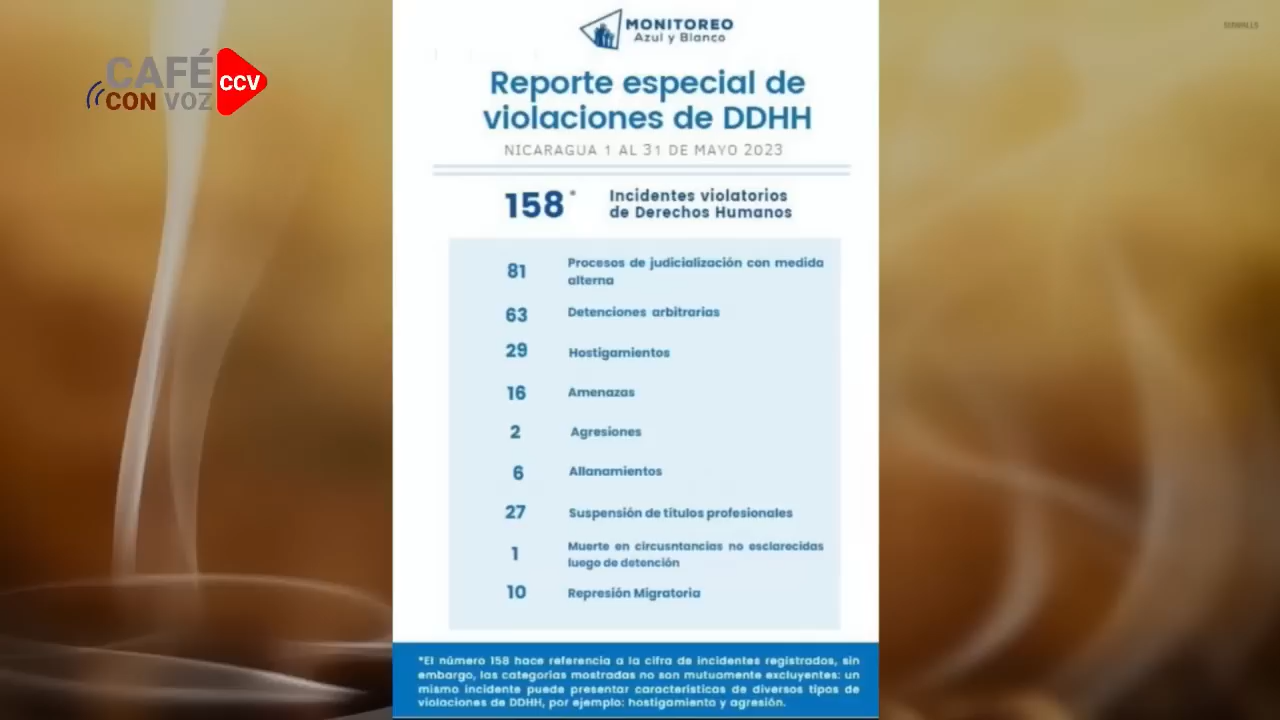 CAFÉ
CON VOZ
CCV
MONITOREO
Azul y Blanco
Reporte especial de
violaciones de DDHH
NICARAGUA 1 AL 31 DE MAYO 2023
158*
Incidentes violatorios
de Derechos Humanos
81 Procesos de judicialización con medida
alterna
63 Detenciones arbitrarias
29 Hostigamientos
16 Amenazas
2 Agresiones
6 Allanamientos
27 Suspensión de títulos profesionales
1 Muerte en circusntancias no esclarecidas
luego de detención
10 Represión Migratoria
*El número 158 hace referencia a la cifra de incidentes registrados, sin
embargo, las categorías mostradas no son mutuamente excluyentes: un
mismo incidente puede presentar características de diversos tipos de
violaciones de DDHH, por ejemplo: hostigamiento y agresión.